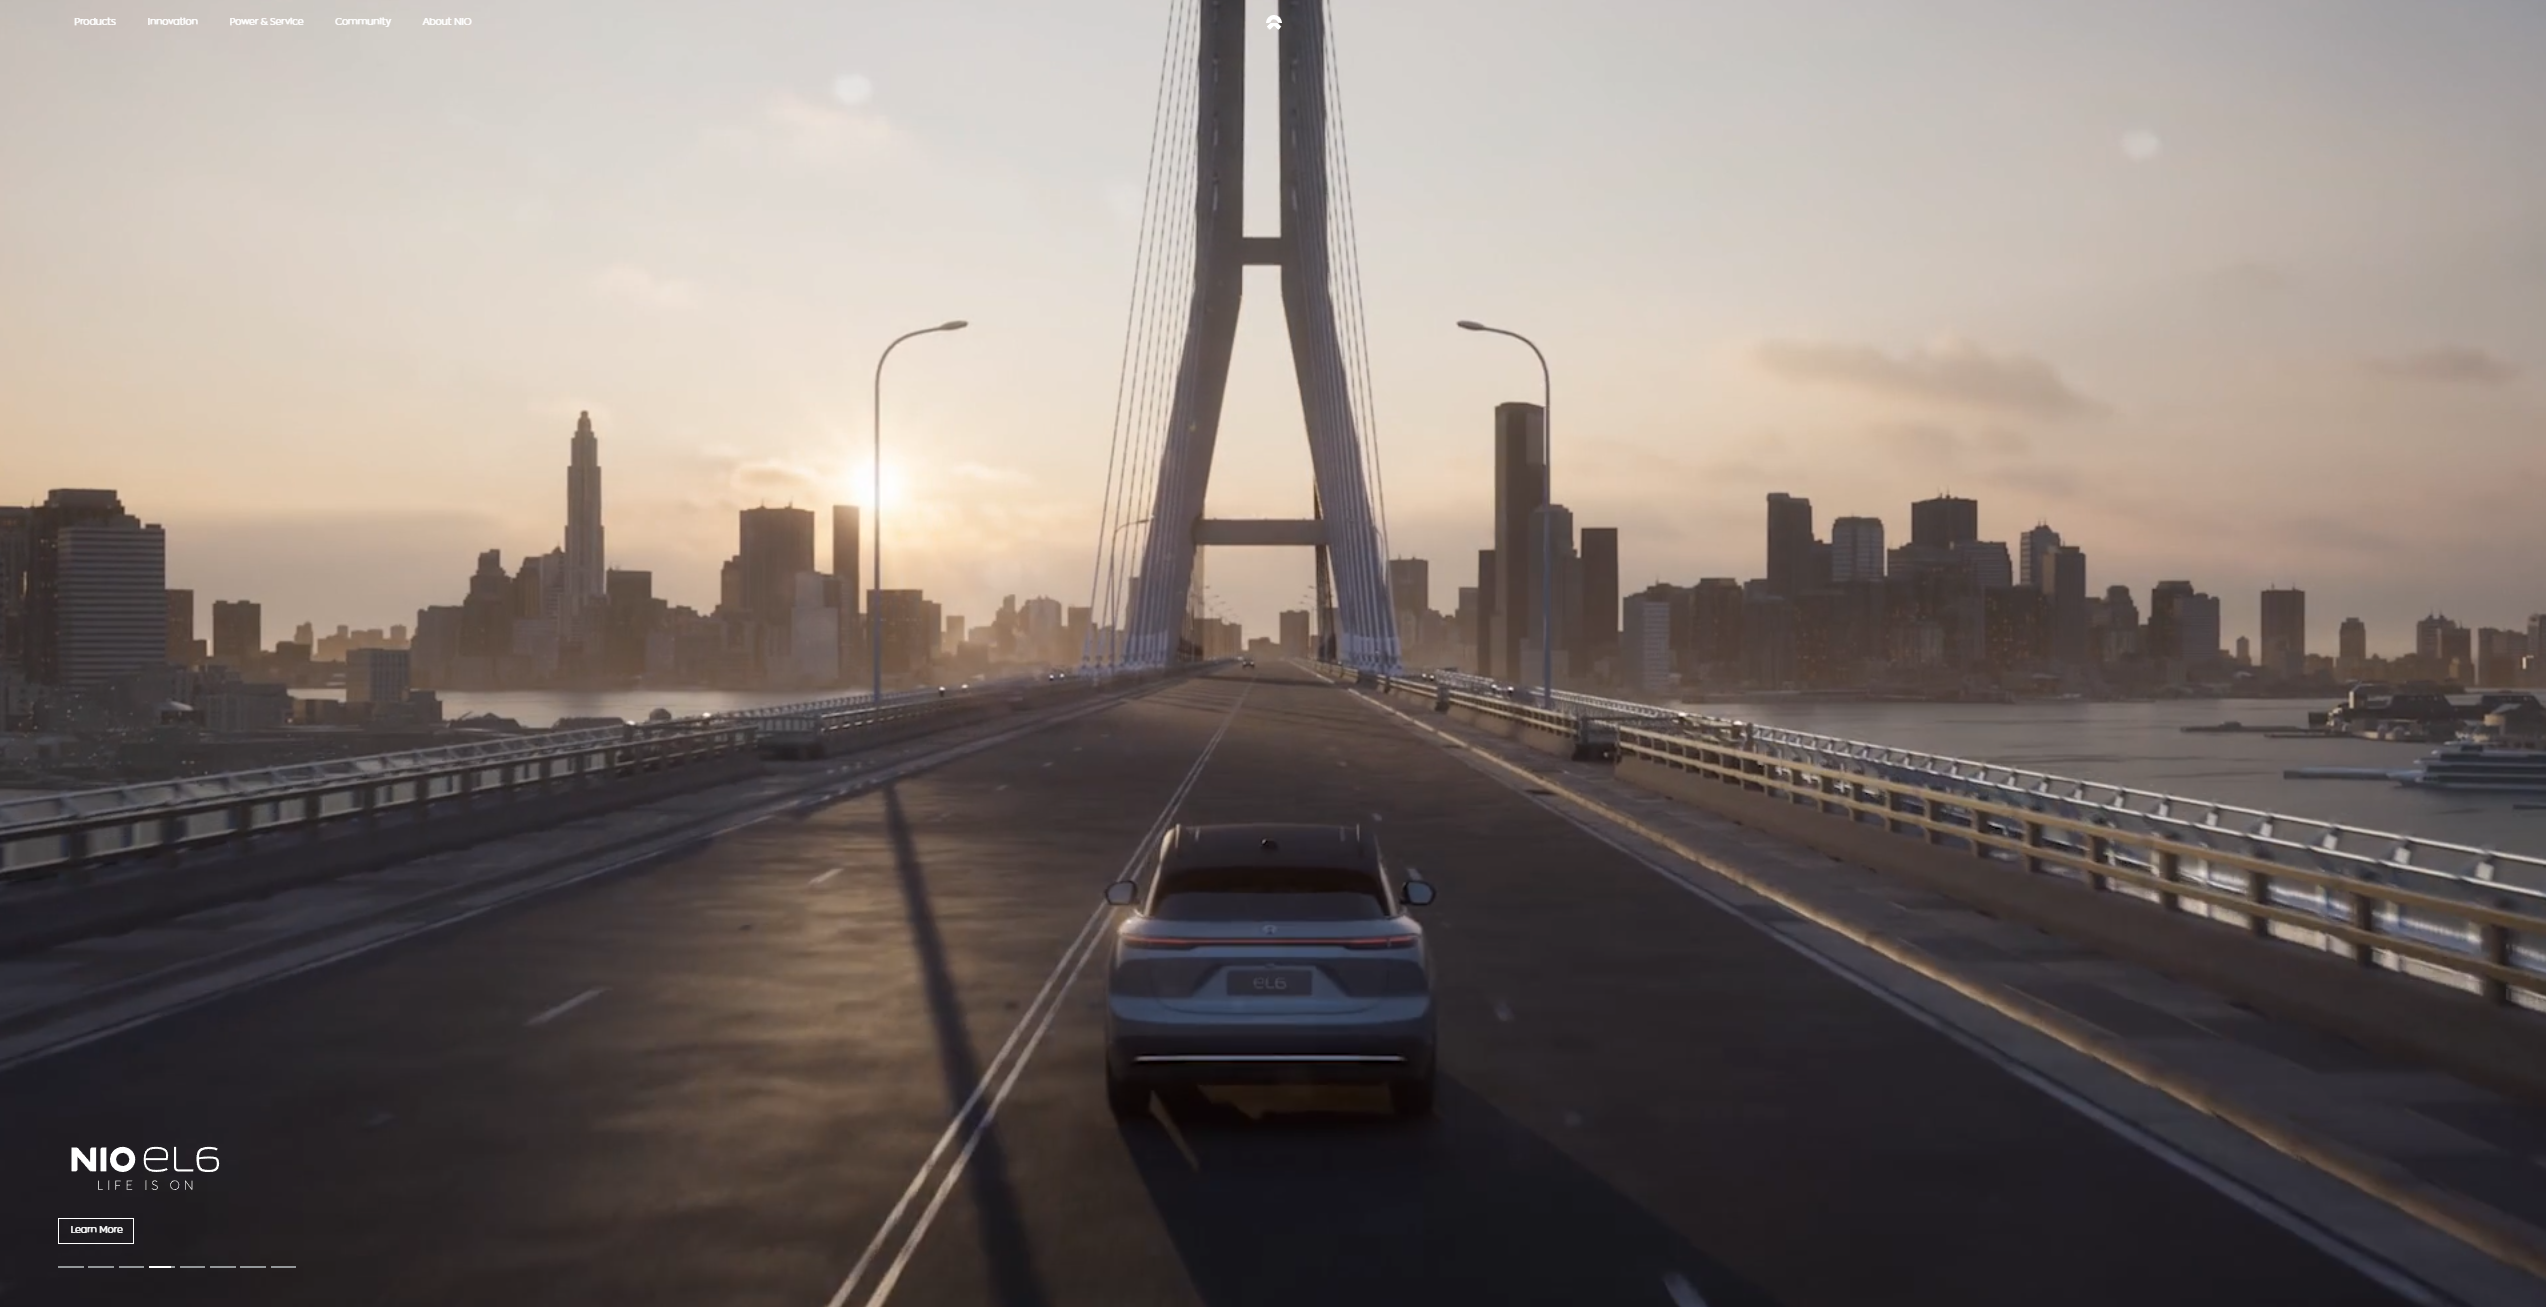 Products Innovation Power & Service Community About NIO
eL6
NIO eL6
LIFE IS ON
Learn More